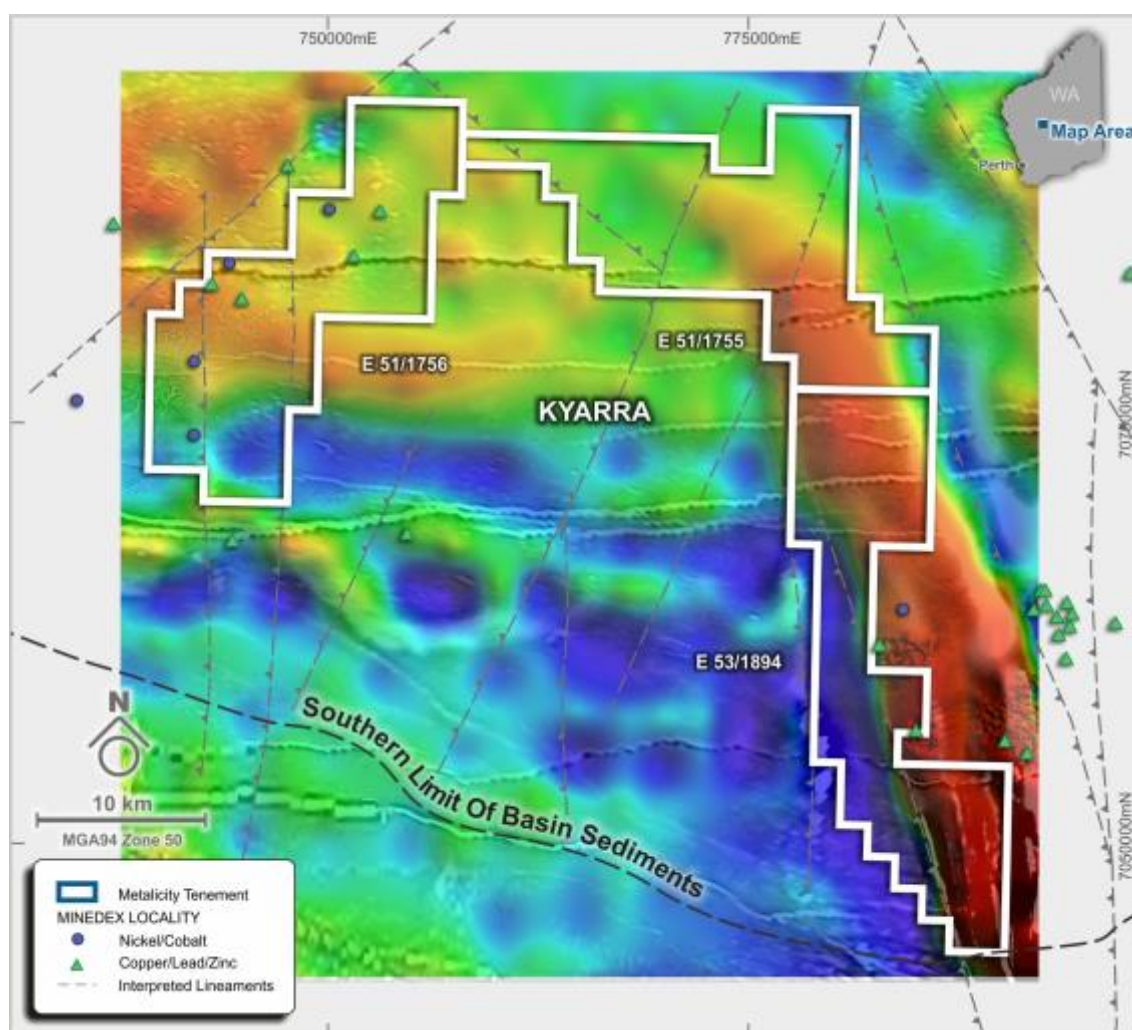 750000mE
775000mE
WA
Map Area
Perth
E 51/1755
E 51/1756
KYARRA
7075000mN
E 53/1894
N
Southern Limit Of Basin Sediments
10 km
MGA94 Zone 50
7050000mN
Metalicity Tenement
MINEDEX LOCALITY
Nickel/Cobalt
Copper/Lead/Zinc
Interpreted Lineaments